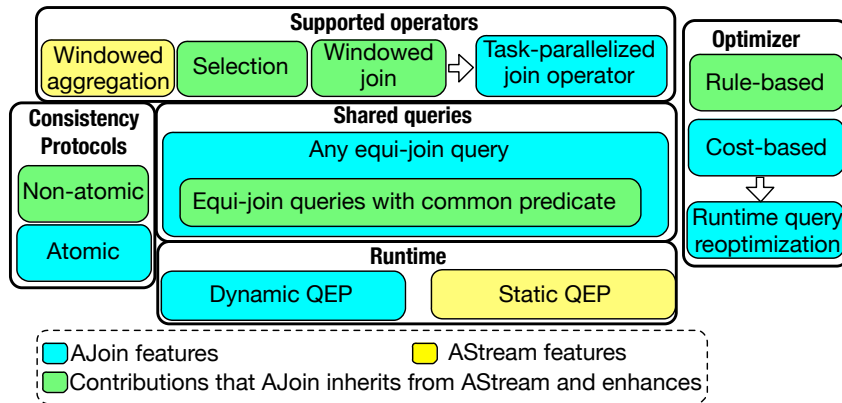 Supported operators
Windowed
aggregation
Selection
Windowed
join
Task-parallelized
join operator
Optimizer
Rule-based
Cost-based
Runtime query
reoptimization
Consistency
Protocols
Non-atomic
Atomic
Shared queries
Any equi-join query
Equi-join queries with common predicate
Runtime
Dynamic QEP
Static QEP
AJoin features
AStream features
Contributions that AJoin inherits from AStream and enhances